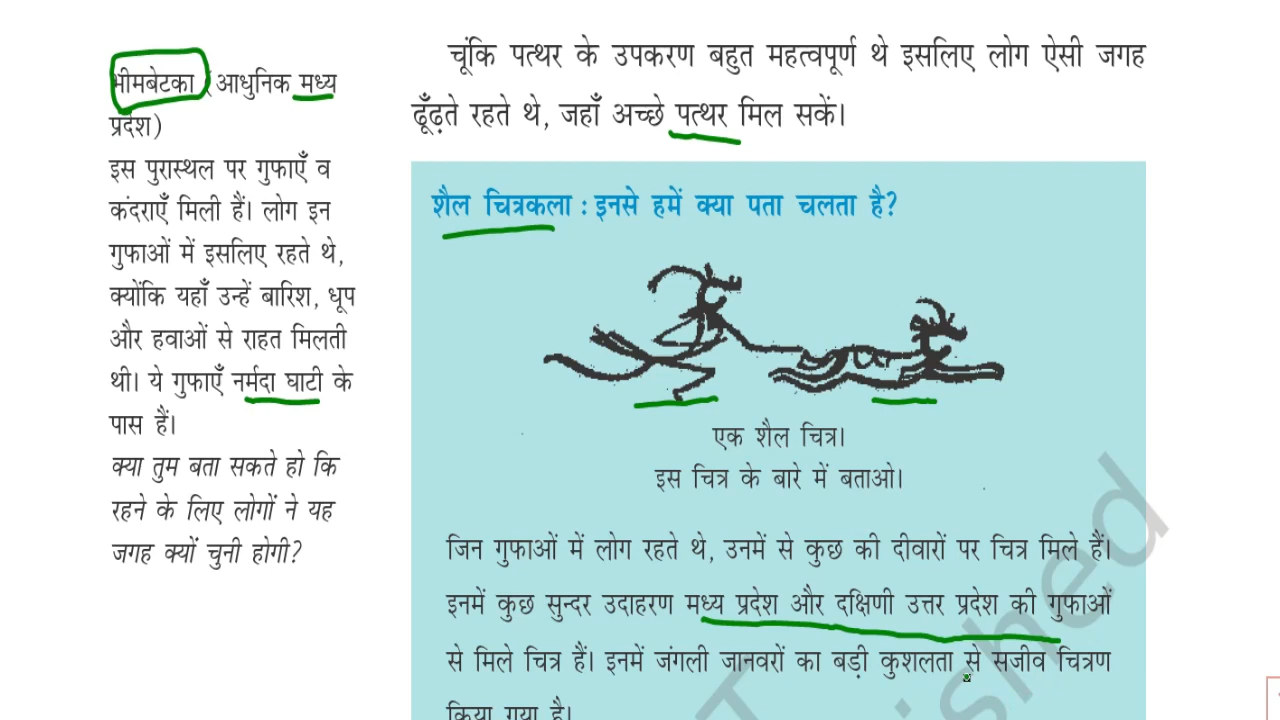 भीमबेटका (आधुनिक मध्य
प्रदेश)
इस पुरास्थल पर गुफाएँ व
कंदराएँ मिली हैं। लोग इन
गुफाओं में इसलिए रहते थे,
क्योंकि यहाँ उन्हें बारिश, धूप
और हवाओं से राहत मिलती
थी। ये गुफाएँ नर्मदा घाटी के
पास हैं।
क्या तुम बता सकते हो कि
रहने के लिए लोगों ने यह
जगह क्यों चुनी होगी?
चूंकि पत्थर के उपकरण बहुत महत्वपूर्ण थे इसलिए लोग ऐसी जगह
ढूँढ़ते रहते थे, जहाँ अच्छे पत्थर मिल सकें।
शैल चित्रकला : इनसे हमें क्या पता चलता है?
एक शैल चित्र।
इस चित्र के बारे में बताओ।
जिन गुफाओं में लोग रहते थे, उनमें से कुछ की दीवारों पर चित्र मिले हैं।
इनमें कुछ सुन्दर उदाहरण मध्य प्रदेश और दक्षिणी उत्तर प्रदेश की गुफाओं
से मिले चित्र हैं। इनमें जंगली जानवरों का बड़ी कुशलता से सजीव चित्रण
किया गया है।